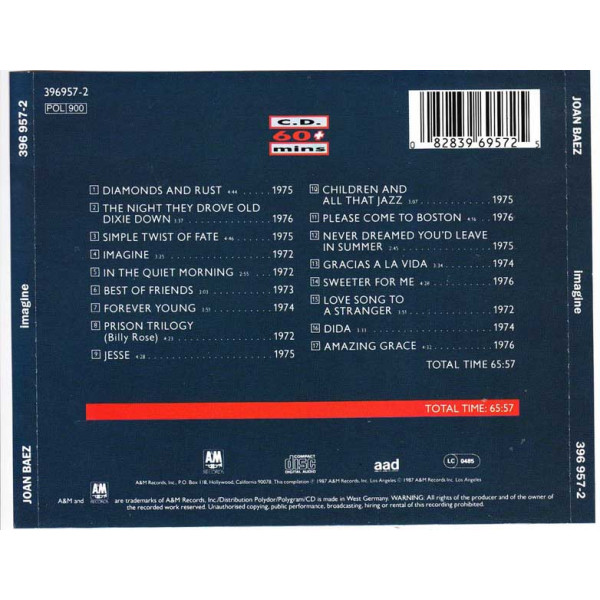 396 957-2
Imagine
JOAN BAEZ
396957-2
POL 900
C.D.
60+
mins
0 82839 69572 5
1 DIAMONDS AND RUST 4:44 ...... 1975
2 THE NIGHT THEY DROVE OLD
DIXIE DOWN 3:37 ............ 1976
3 SIMPLE TWIST OF FATE 4:46 .... 1975
4 IMAGINE 3:25 ............ 1972
5 IN THE QUIET MORNING 2:55 ... 1972
6 BEST OF FRIENDS 3:03 ...... 1973
7 FOREVER YOUNG 3:53 ....... 1974
8 PRISON TRILOGY
(Billy Rose) 4:23 ............ 1972
9 JESSE 4:28 ............ 1975
10 CHILDREN AND
ALL THAT JAZZ 3:07 ......... 1975
11 PLEASE COME TO BOSTON 4:16 .. 1976
12 NEVER DREAMED YOU'D LEAVE
IN SUMMER 2:45 ............ 1975
13 GRACIAS A LA VIDA 3:34 ...... 1974
14 SWEETER FOR ME 4:28 ....... 1976
15 LOVE SONG TO
A STRANGER 3:51 .......... 1972
16 DIDA 3:33 ............ 1974
17 AMAZING GRACE 4:52 ........ 1976
TOTAL TIME 65:57
TOTAL TIME: 65:57
A&M
RECORDS
COMPACT
disc
DIGITAL AUDIO
aad
LC 0485
A&M Records, Inc., P.O. Box 118, Hollywood, California 90078. This compilation ℗ 1987 A&M Records Inc. Los Angeles © 1987 A&M Records Inc. Los Angeles
A&M and A&M RECORDS are trademarks of A&M Records, Inc./Distribution Polydor/Polygram/CD is made in West Germany. WARNING. All rights of the producer and of the owner of
the recorded work reserved. Unauthorised copying, public performance, broadcasting, hiring or renting of this record prohibited.
JOAN BAEZ
Imagine
396 957-2